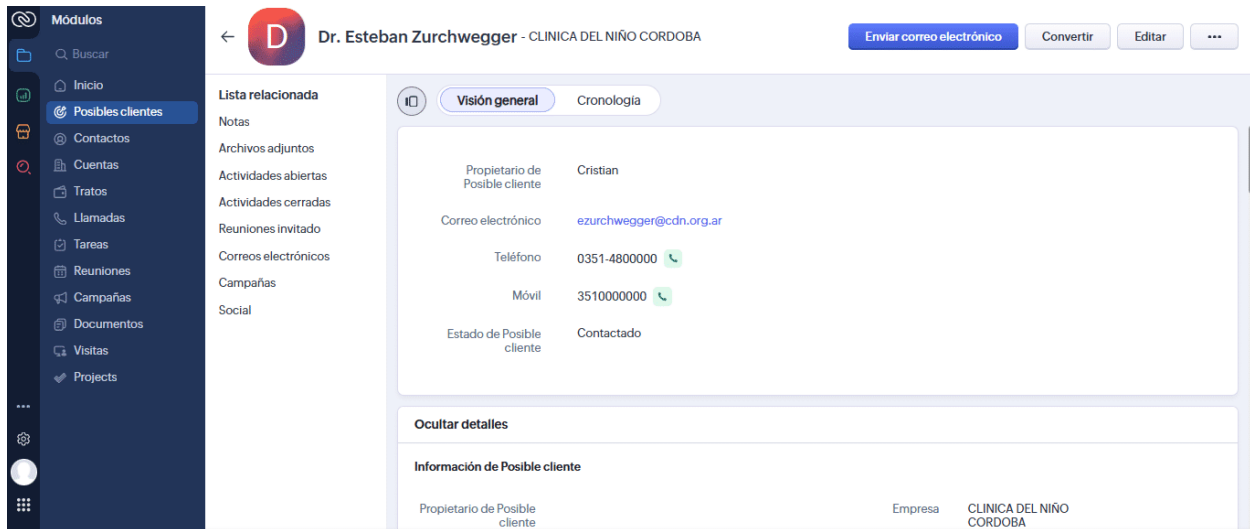 Módulos
Buscar
Inicio
Posibles clientes
Contactos
Cuentas
Tratos
Llamadas
Tareas
Reuniones
Campañas
Documentos
Visitas
Projects
D
Dr. Esteban Zurchwegger - CLINICA DEL NIÑO CORDOBA
Enviar correo electrónico
Convertir
Editar
Lista relacionada
Notas
Archivos adjuntos
Actividades abiertas
Actividades cerradas
Reuniones invitado
Correos electrónicos
Campañas
Social
Visión general
Cronología
Propietario de
Posible cliente
Cristian
Correo electrónico
ezurchwegger@cdn.org.ar
Teléfono
0351-4800000
Móvil
3510000000
Estado de Posible
cliente
Contactado
Ocultar detalles
Información de Posible cliente
Propietario de Posible
cliente
Empresa
CLINICA DEL NIÑO
CORDOBA